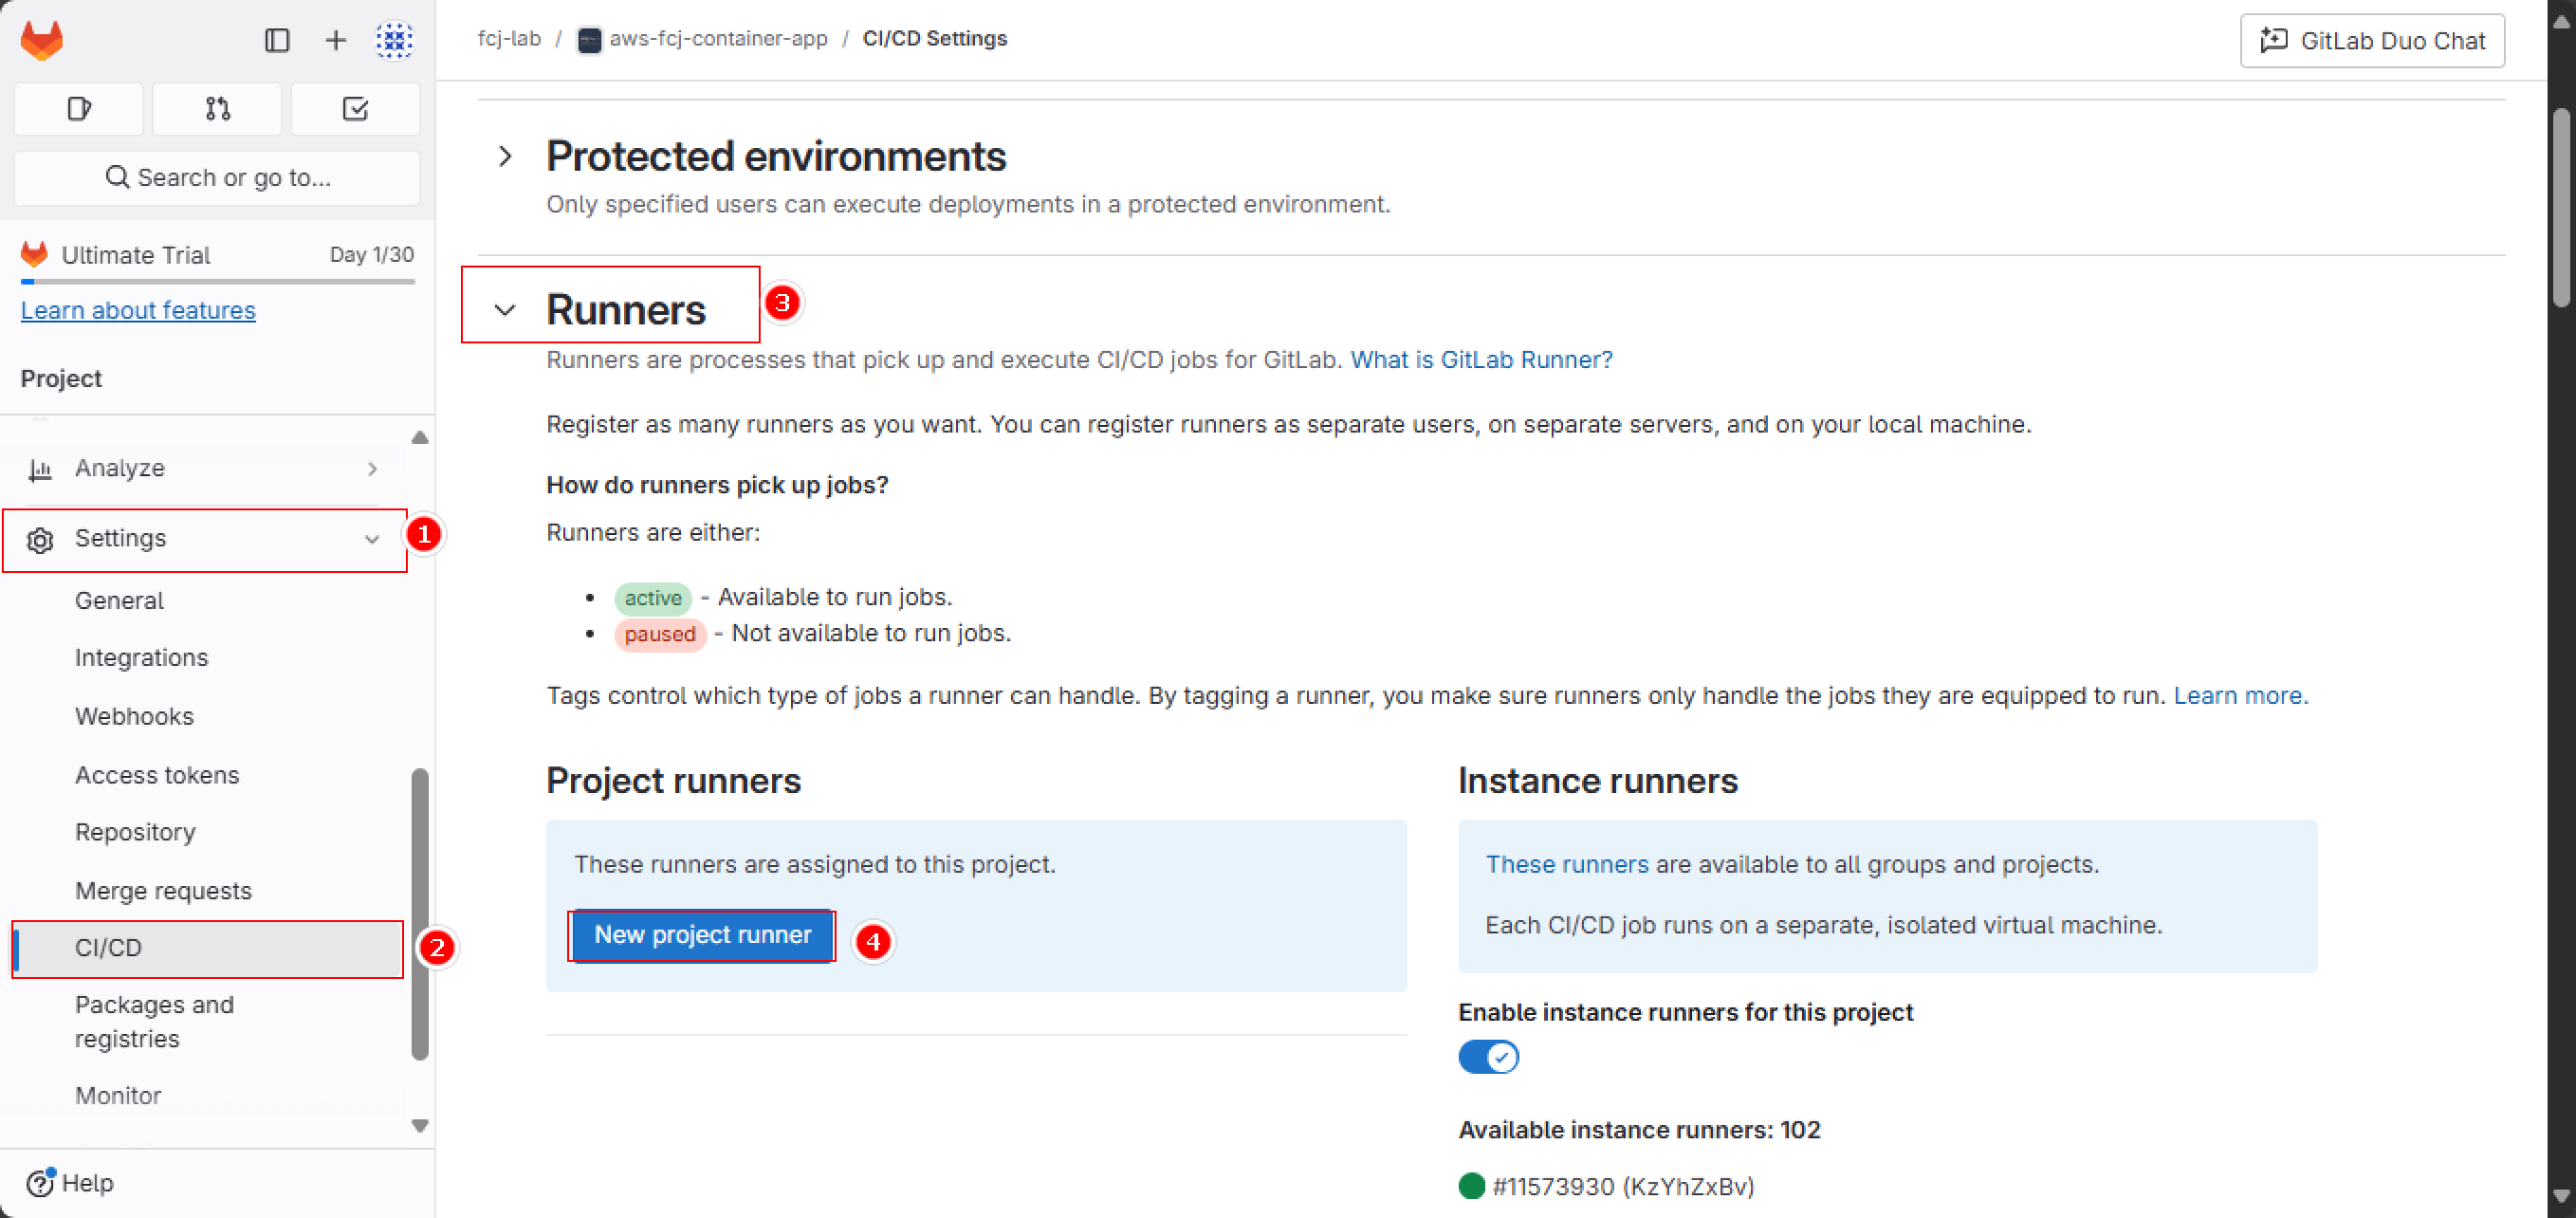 fcj-lab / aws-fcj-container-app / CI/CD Settings
GitLab Duo Chat
Search or go to...
Ultimate Trial Day 1/30
Learn about features
Project
Analyze
Settings
1
General
Integrations
Webhooks
Access tokens
Repository
Merge requests
CI/CD
2
Packages and
registries
Monitor
Help
Protected environments
Only specified users can execute deployments in a protected environment.
Runners
3
Runners are processes that pick up and execute CI/CD jobs for GitLab. What is GitLab Runner?
Register as many runners as you want. You can register runners as separate users, on separate servers, and on your local machine.
How do runners pick up jobs?
Runners are either:
active - Available to run jobs.
paused - Not available to run jobs.
Tags control which type of jobs a runner can handle. By tagging a runner, you make sure runners only handle the jobs they are equipped to run. Learn more.
Project runners
These runners are assigned to this project.
New project runner
4
Instance runners
These runners are available to all groups and projects.
Each CI/CD job runs on a separate, isolated virtual machine.
Enable instance runners for this project
Available instance runners: 102
#11573930 (KzYhZxBv)